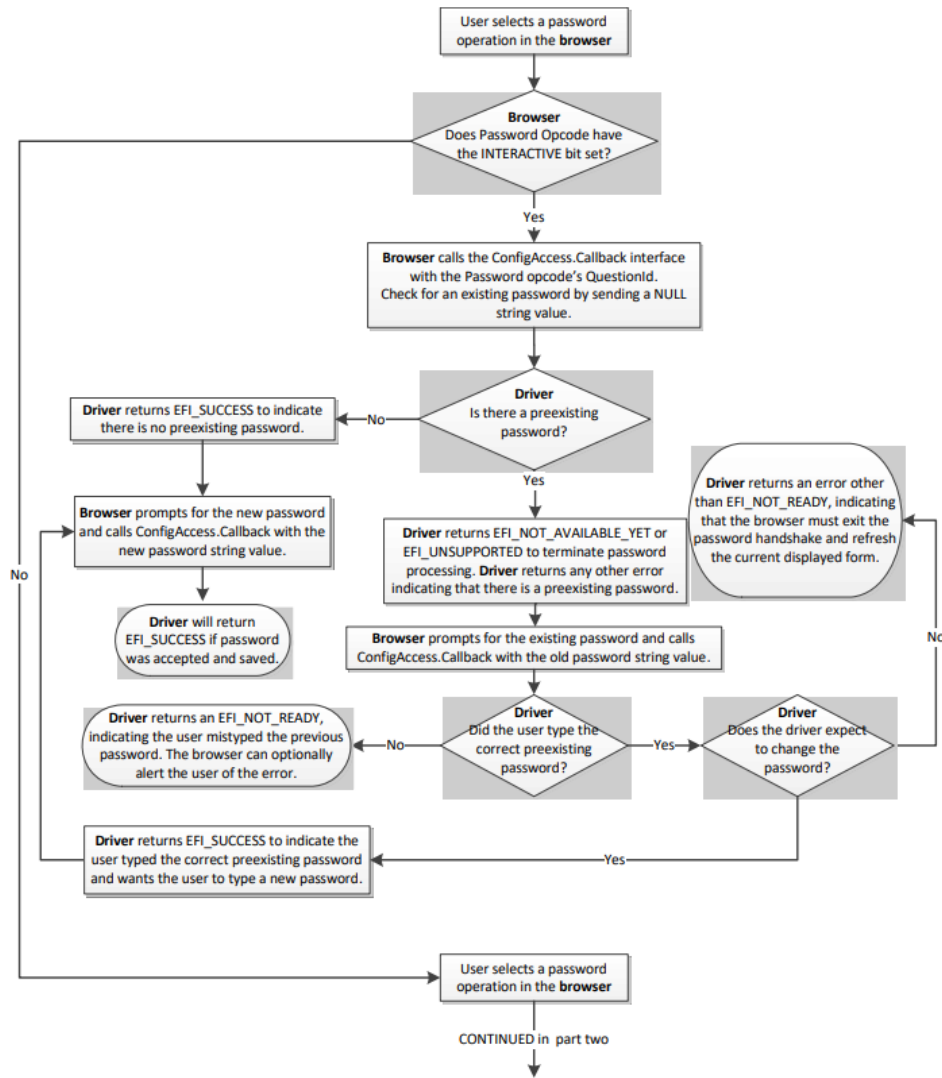 User selects a password
operation in the browser
Browser
Does Password Opcode have
the INTERACTIVE bit set?
Yes
Browser calls the ConfigAccess.Callback interface
with the Password opcode's QuestionId.
Check for an existing password by sending a NULL
string value.
No
Driver
Is there a preexisting
password?
No
Driver returns EFI_SUCCESS to indicate
there is no preexisting password.
Yes
Browser prompts for the new password
and calls ConfigAccess.Callback with the
new password string value.
Driver returns EFI_NOT_AVAILABLE_YET or
EFI_UNSUPPORTED to terminate password
processing. Driver returns any other error
indicating that there is a preexisting password.
Driver returns an error other
than EFI_NOT_READY, indicating
that the browser must exit the
password handshake and refresh
the current displayed form.
Driver will return
EFI_SUCCESS if password
was accepted and saved.
Browser prompts for the existing password and calls
ConfigAccess.Callback with the old password string value.
No
Driver returns an EFI_NOT_READY,
indicating the user mistyped the previous
password. The browser can optionally
alert the user of the error.
No
Driver
Did the user type the
correct preexisting
password?
Yes
Driver
Does the driver expect
to change the
password?
Driver returns EFI_SUCCESS to indicate the
user typed the correct preexisting password
and wants the user to type a new password.
Yes
User selects a password
operation in the browser
CONTINUED in part two